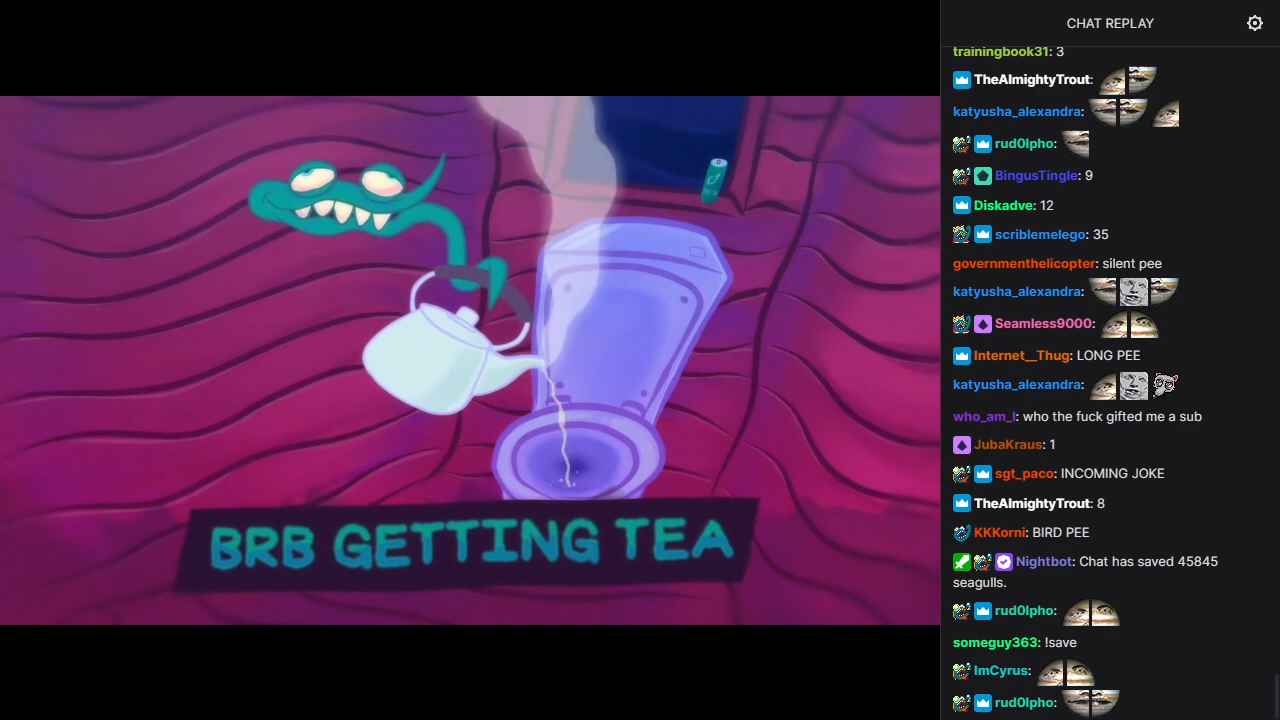 CHAT REPLAY
trainingbook31: 3
TheAlmightyTrout:
katyusha_alexandra:
rud0lpho:
BingusTingle: 9
Diskadve: 12
scriblemelego: 35
governmenthelicopter: silent pee
katyusha_alexandra:
Seamless9000:
Internet__Thug: LONG PEE
katyusha_alexandra:
who_am_I: who the fuck gifted me a sub
JubaKraus: 1
sgt_paco: INCOMING JOKE
TheAlmightyTrout: 8
KKKorni: BIRD PEE
Nightbot: Chat has saved 45845
seagulls.
rud0lpho:
someguy363: !save
ImCyrus:
rud0lpho:
BRB GETTING TEA